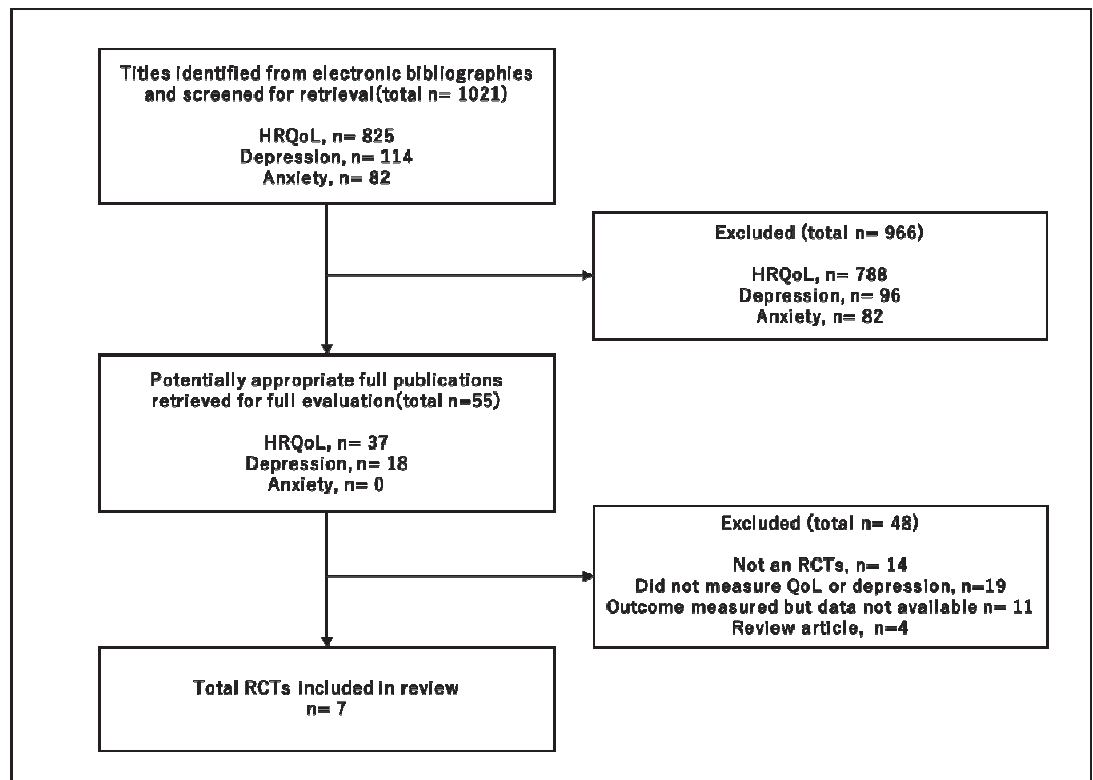 Titles identified from electronic bibliographies
and screened for retrieval(total n= 1021)
HRQoL, n= 825
Depression, n= 114
Anxiety, n= 82
Excluded (total n= 966)
HRQoL, n= 788
Depression, n= 96
Anxiety, n= 82
Potentially appropriate full publications
retrieved for full evaluation(total n=55)
HRQoL, n= 37
Depression, n= 18
Anxiety, n= 0
Excluded (total n= 48)
Not an RCTs, n= 14
Did not measure QoL or depression, n=19
Outcome measured but data not available n= 11
Review article, n=4
Total RCTs included in review
n= 7